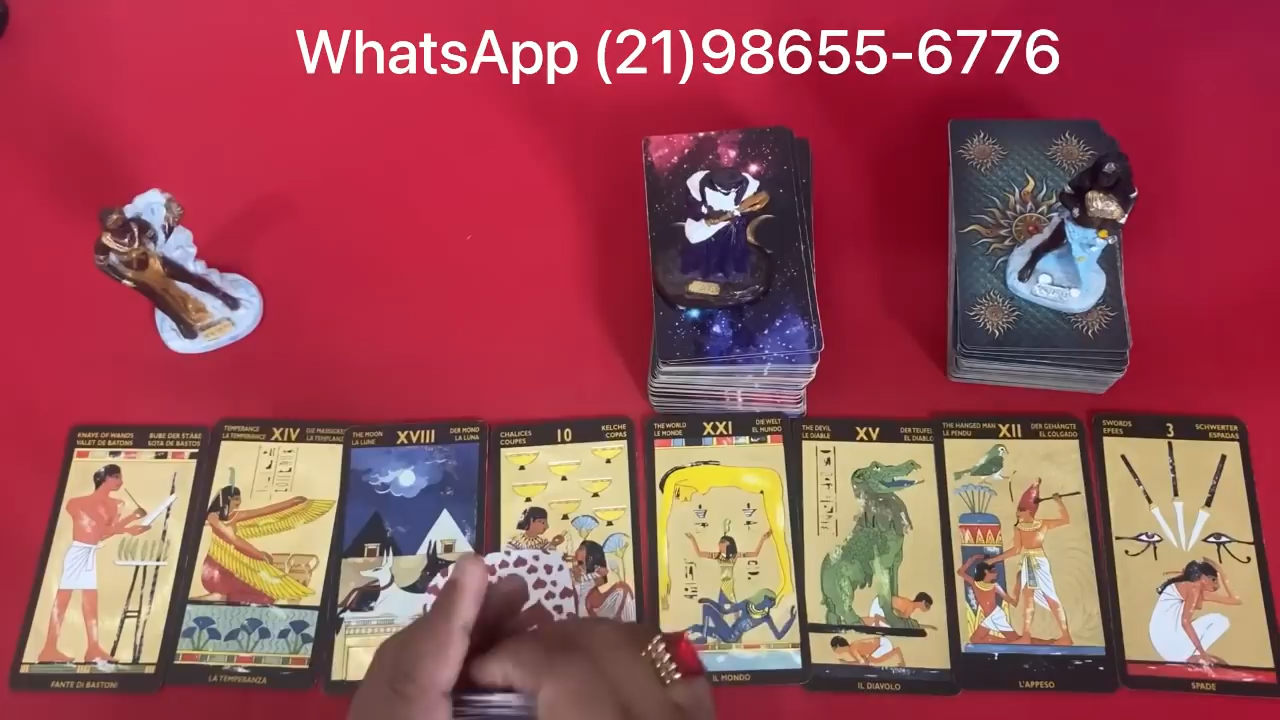 WhatsApp (21)98655-6776
KNAVE OF WANDS
VALET DE BATONS
BUBE DER STÄBE
SOTA DE BASTOS
FANTE DI BASTONI
TEMPERANCE
LA TEMPERANCE
XIV
LA TEMPERANZA
THE MOON
LA LUNE
XVIII
DER MOND
LA LUNA
CHALICES
COUPES
10
KELCHE
COPAS
THE WORLD
LE MONDE
XXI
DIE WELT
EL MUNDO
IL MONDO
THE DEVIL
LE DIABLE
XV
DER TEUFEL
EL DIABLO
IL DIAVOLO
THE HANGED MAN
LE PENDU
XII
DER GEHÄNGTE
EL COLGADO
L'APPESO
SWORDS
EPEES
3
SCHWERTER
ESPADAS
SPADE